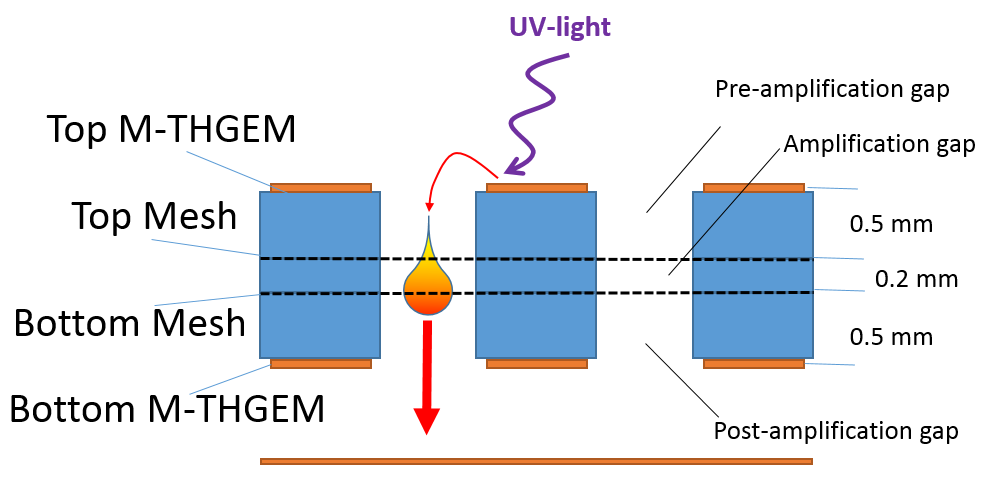 UV-light
Pre-amplification gap
Top M-THGEM
Amplification gap
Top Mesh
0.5 mm
0.2 mm
Bottom Mesh
0.5 mm
Bottom M-THGEM
Post-amplification gap